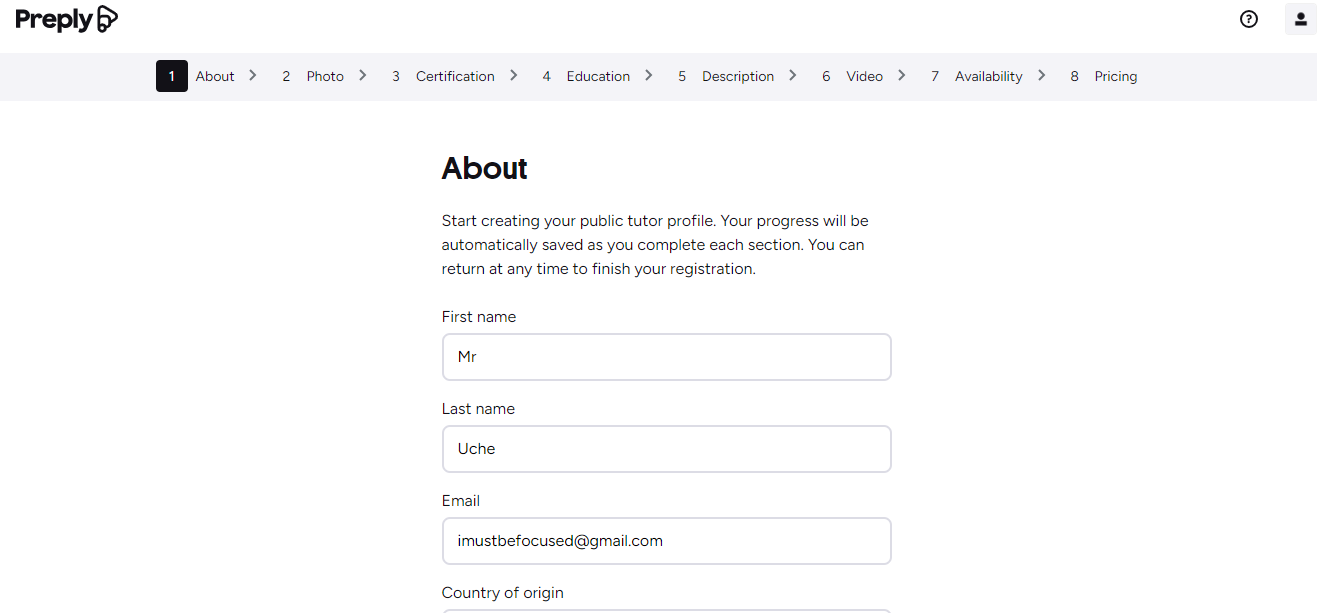 Preply
1 About 2 Photo 3 Certification 4 Education 5 Description 6 Video 7 Availability 8 Pricing
About
Start creating your public tutor profile. Your progress will be
automatically saved as you complete each section. You can
return at any time to finish your registration.
First name
Mr
Last name
Uche
Email
imustbefocused@gmail.com
Country of origin